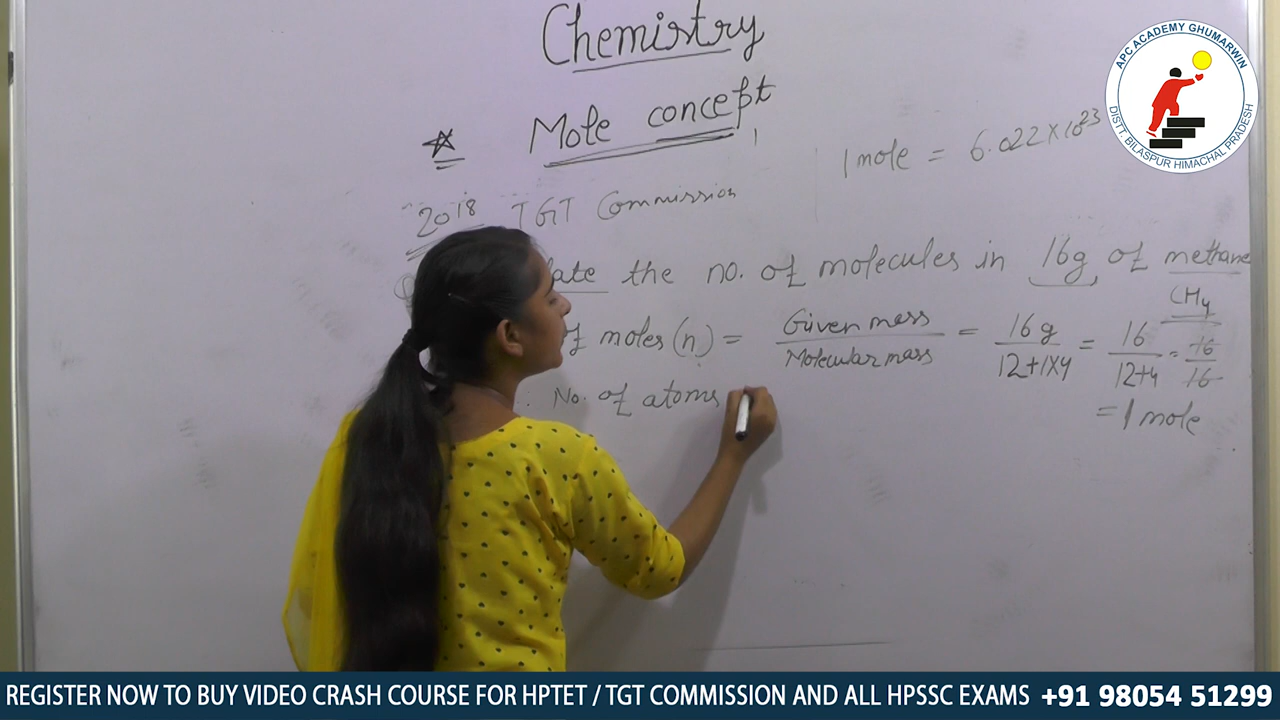 Chemistry
Mole concept
1 mole = 6.022 X 10²³
2018 TGT Commission
late the no. of molecules in 16g of methane
CH₄
f moles (n) = Given mass / Molecular mass = 16 g / 12+1X4 = 16 / 12+4 = 16 / 16
= 1 mole
∴ No. of atoms
APC ACADEMY GHUMARWIN
DISTT. BILASPUR HIMACHAL PRADESH
REGISTER NOW TO BUY VIDEO CRASH COURSE FOR HPTET / TGT COMMISSION AND ALL HPSSC EXAMS +91 98054 51299